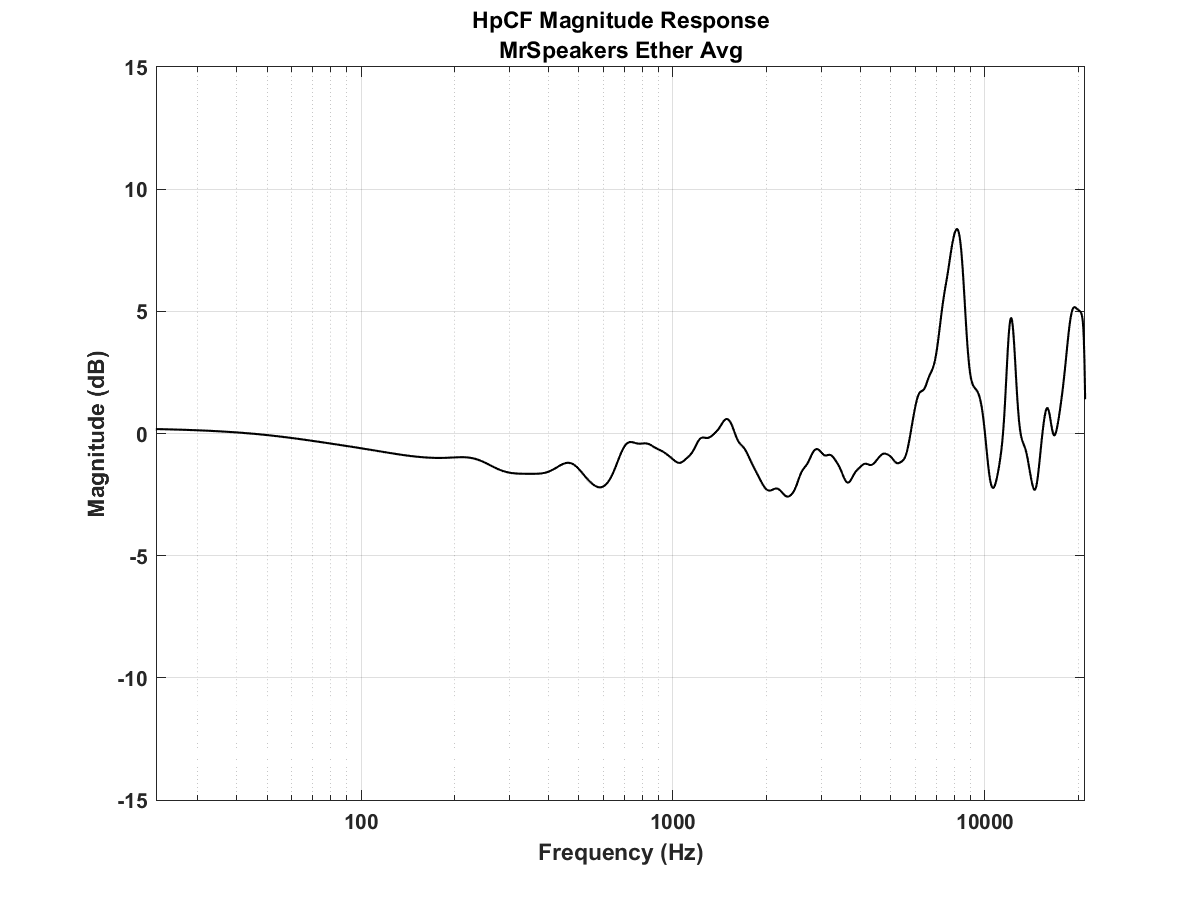 HpCF Magnitude Response
MrSpeakers Ether Avg
15
10
5
0
-5
-10
-15
Magnitude (dB)
100 1000 10000
Frequency (Hz)